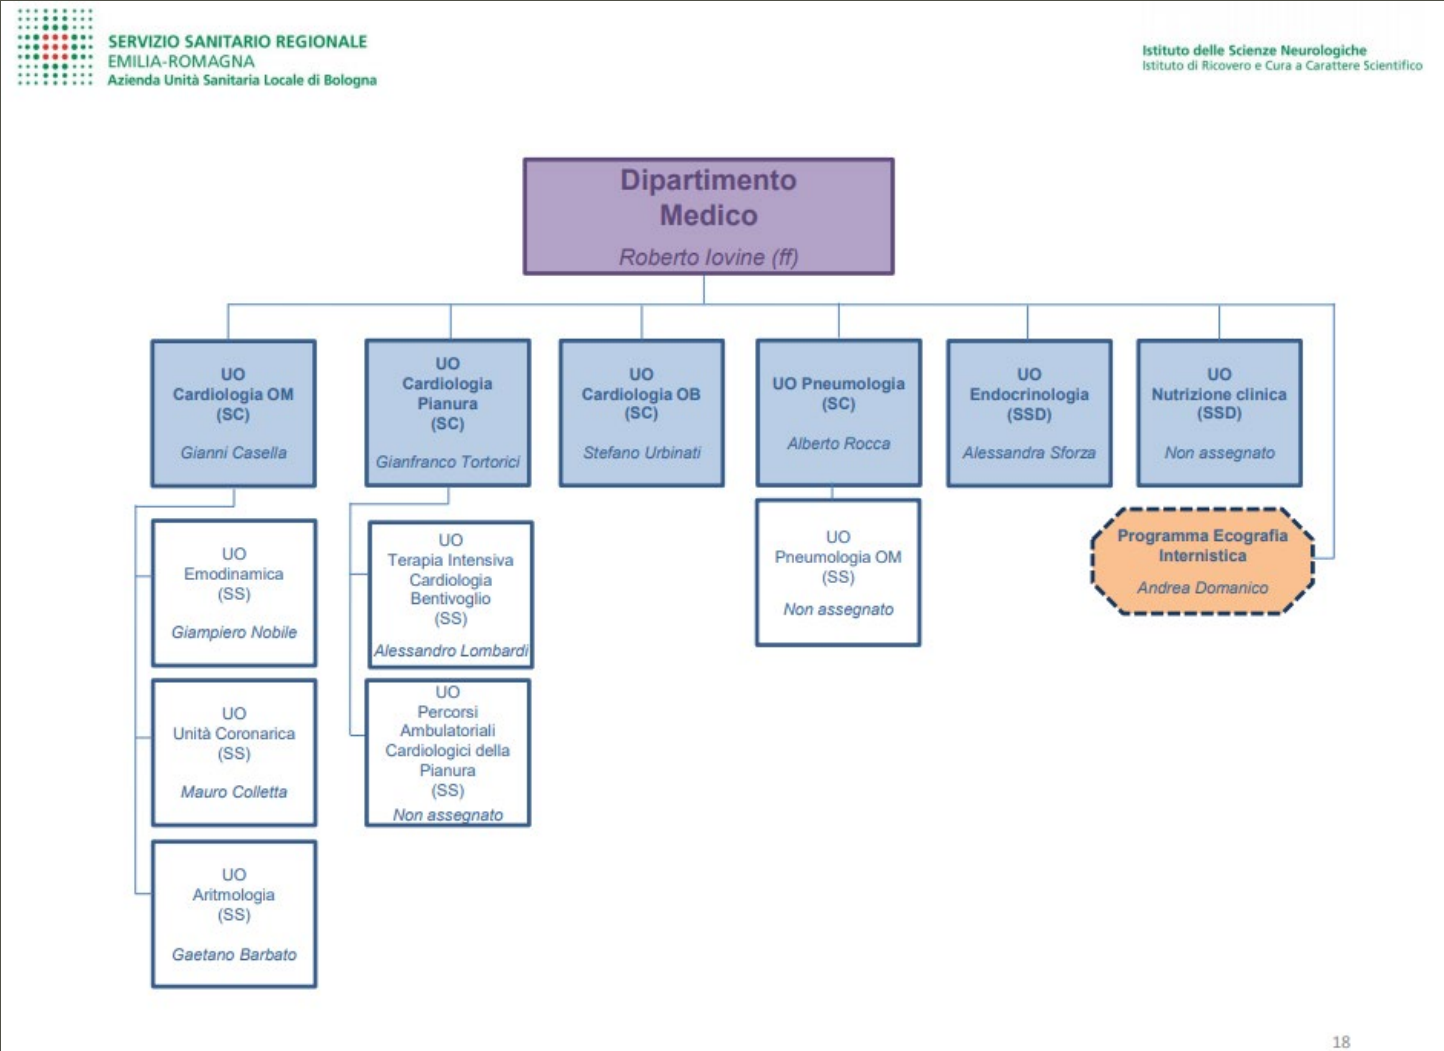 SERVIZIO SANITARIO REGIONALE
EMILIA-ROMAGNA
Azienda Unità Sanitaria Locale di Bologna
Istituto delle Scienze Neurologiche
Istituto di Ricovero e Cura a Carattere Scientifico
Dipartimento
Medico
Roberto Iovine (ff)
UO
Cardiologia OM
(SC)
Gianni Casella
UO
Cardiologia
Pianura
(SC)
Gianfranco Tortorici
UO
Cardiologia OB
(SC)
Stefano Urbinati
UO Pneumologia
(SC)
Alberto Rocca
UO
Endocrinologia
(SSD)
Alessandra Sforza
UO
Nutrizione clinica
(SSD)
Non assegnato
UO
Emodinamica
(SS)
Giampiero Nobile
UO
Terapia Intensiva
Cardiologia
Bentivoglio
(SS)
Alessandro Lombardi
UO
Pneumologia OM
(SS)
Non assegnato
Programma Ecografia
Internistica
Andrea Domanico
UO
Unità Coronarica
(SS)
Mauro Colletta
UO
Percorsi
Ambulatoriali
Cardiologici della
Pianura
(SS)
Non assegnato
UO
Aritmologia
(SS)
Gaetano Barbato
18